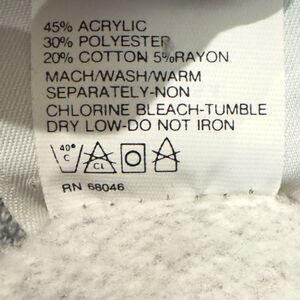 45% ACRYLIC
30% POLYESTER
20% COTTON 5%RAYON
MACH/WASH/WARM
SEPARATELY-NON
CHLORINE BLEACH-TUMBLE
DRY LOW-DO NOT IRON
40°
C CL
RN 68046